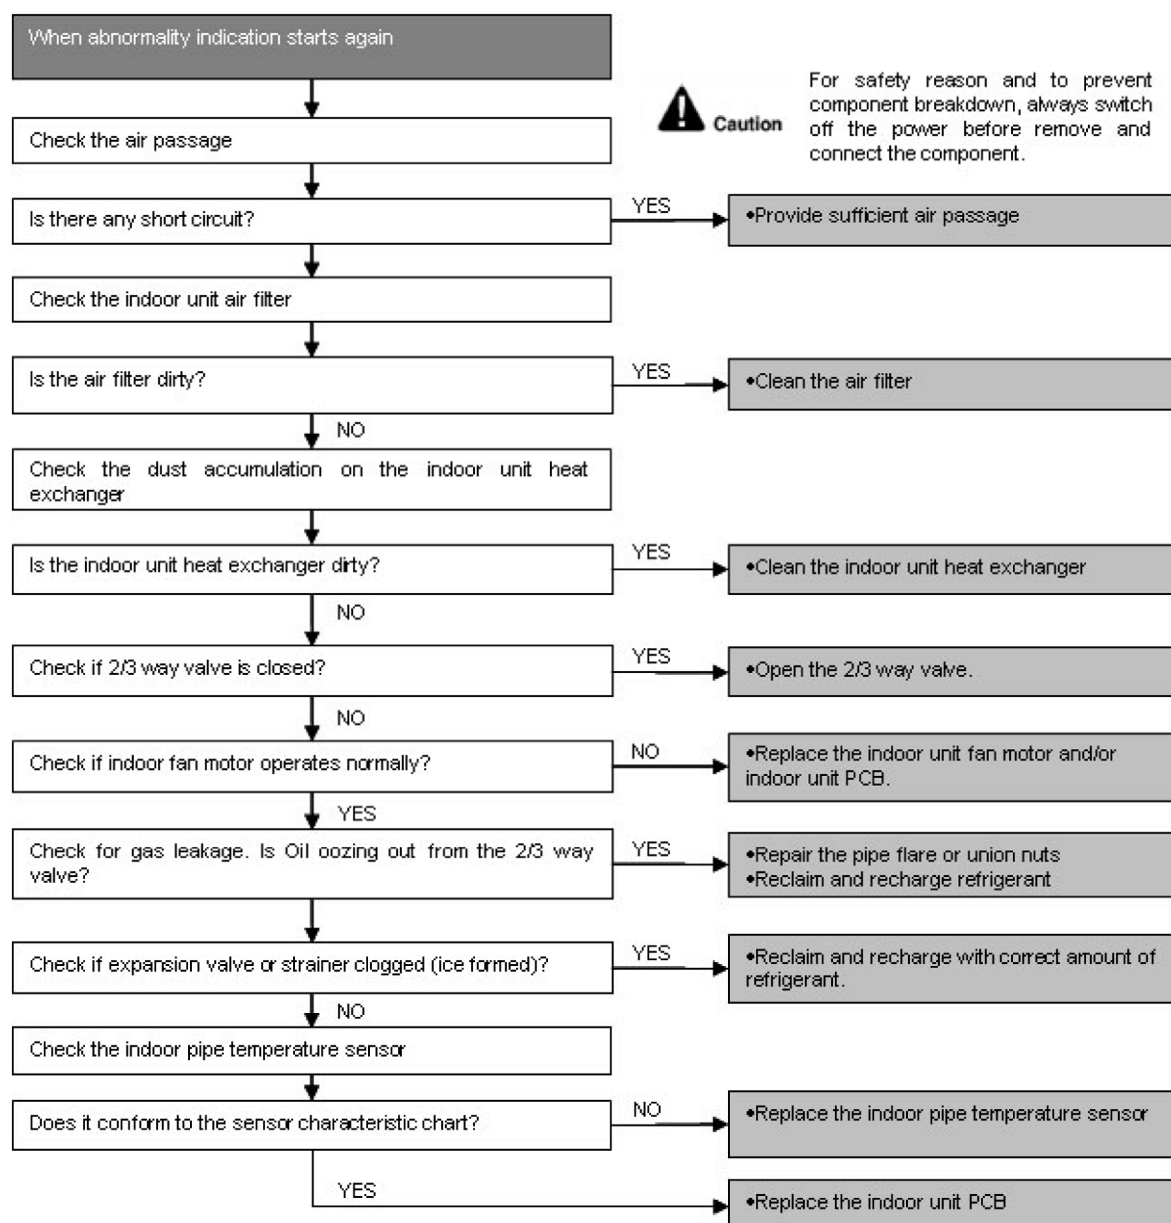 When abnormality indication starts again
For safety reason and to prevent
component breakdown, always switch
off the power before remove and
connect the component.
Caution
Check the air passage
Is there any short circuit?
YES
•Provide sufficient air passage
Check the indoor unit air filter
Is the air filter dirty?
YES
•Clean the air filter
NO
Check the dust accumulation on the indoor unit heat
exchanger
Is the indoor unit heat exchanger dirty?
YES
•Clean the indoor unit heat exchanger
NO
Check if 2/3 way valve is closed?
YES
•Open the 2/3 way valve.
NO
Check if indoor fan motor operates normally?
NO
•Replace the indoor unit fan motor and/or
indoor unit PCB.
YES
Check for gas leakage. Is Oil oozing out from the 2/3 way
valve?
YES
•Repair the pipe flare or union nuts
•Reclaim and recharge refrigerant
Check if expansion valve or strainer clogged (ice formed)?
YES
•Reclaim and recharge with correct amount of
refrigerant.
NO
Check the indoor pipe temperature sensor
Does it conform to the sensor characteristic chart?
NO
•Replace the indoor pipe temperature sensor
YES
•Replace the indoor unit PCB